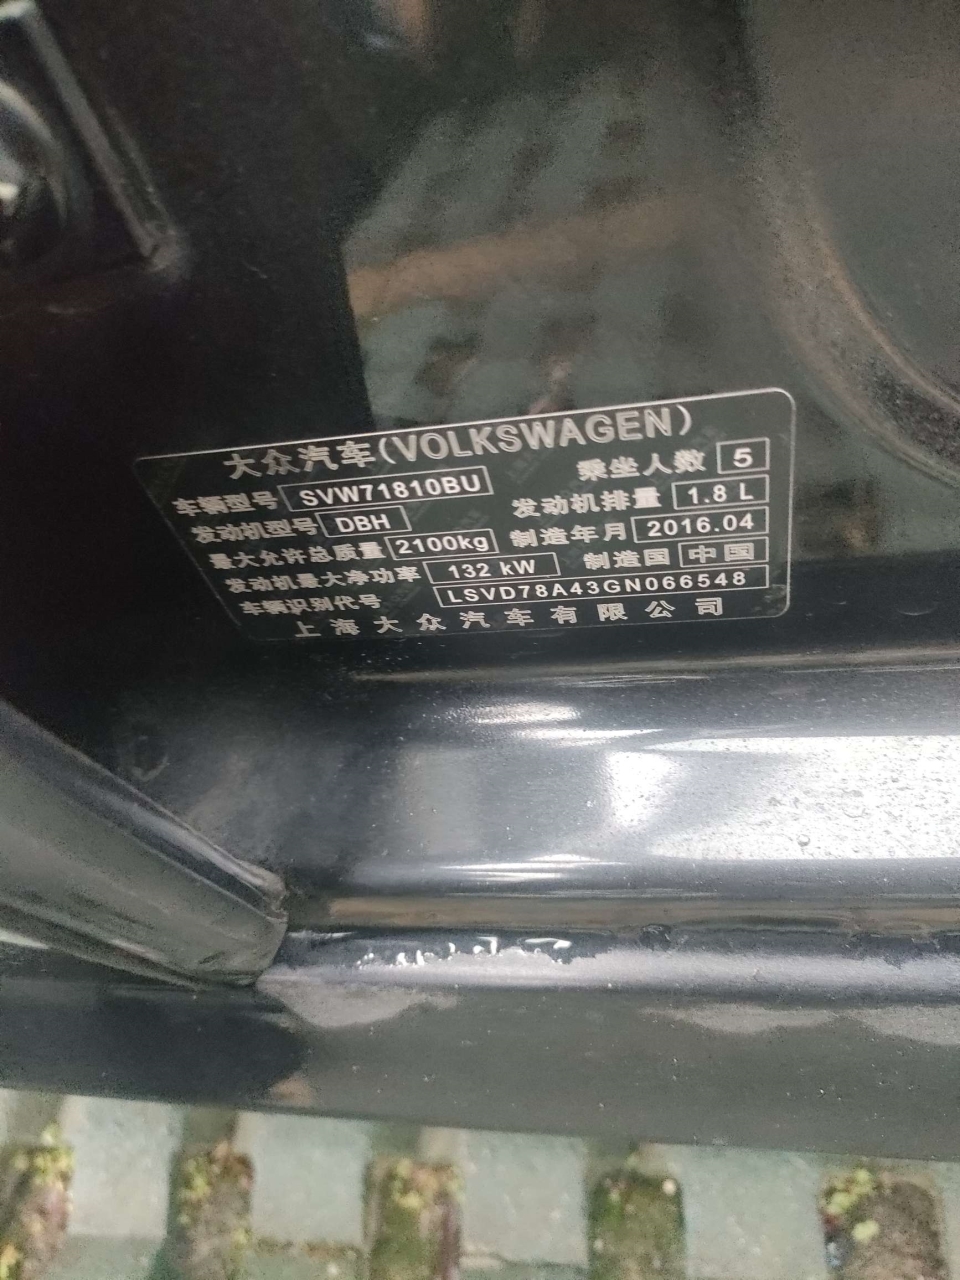 大众汽车(VOLKSWAGEN)
车辆型号 SVW71810BU 乘坐人数 5
发动机型号 DBH 发动机排量 1.8 L
最大允许总质量 2100kg 制造年月 2016.04
发动机最大净功率 132 kW 制造国 中国
车辆识别代号 LSVD78A43GN066548
上海大众汽车有限公司